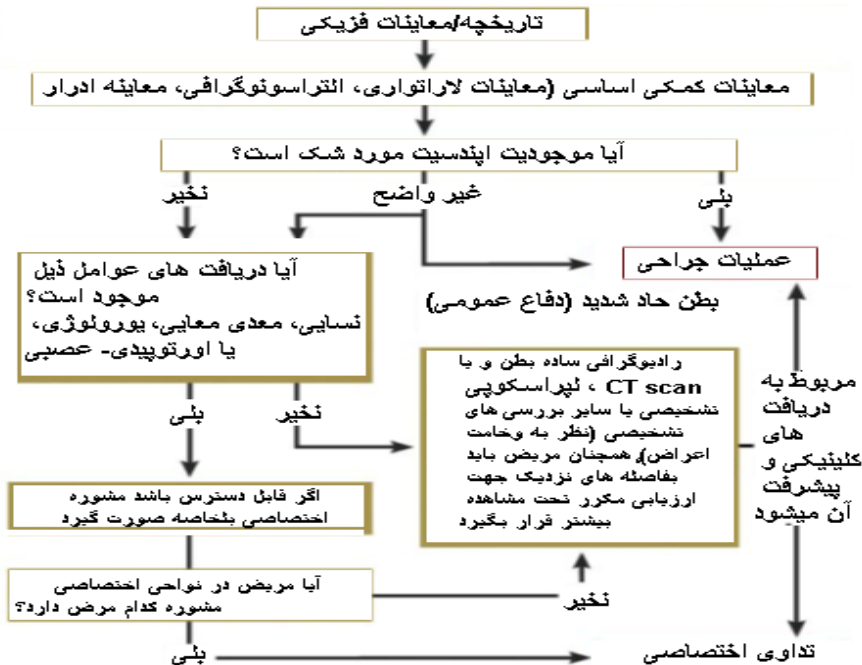 تاریخچه/معاینات فزیکی
معاینات کمکی اساسی (معاینات لاراتواری، التراسونوگرافی، معاینه ادرار
آیا موجودیت اپندسیت مورد شک است؟
نخیر
غیر واضح
بلی
آیا دریافت های عوامل ذیل
موجود است؟
نسایی، معدی معایی، یورولوژی،
یا اورتوپیدی- عصبی
عملیات جراحی
بطن حاد شدید (دفاع عمومی)
بلی
نخیر
رادیوگرافی ساده بطن و یا
CT scan ، لپراسکوپی
تشخیصی یا سایر بررسی های
تشخیصی (نظر به وخامت
اعراض)، همچنان مریض باید
بفاصله های نزدیک جهت
ارزیابی مکرر تحت مشاهده
بیشتر قرار بگیرد
مربوط به
دریافت
های
کلینیکی و
پیشرفت
آن میشود
اگر قابل دسترس باشد مشوره
اختصاصی بلخاصه صورت گیرد
آیا مریض در نواحی اختصاصی
مشوره کدام مرض دارد؟
نخیر
بلی
تداوی اختصاصی